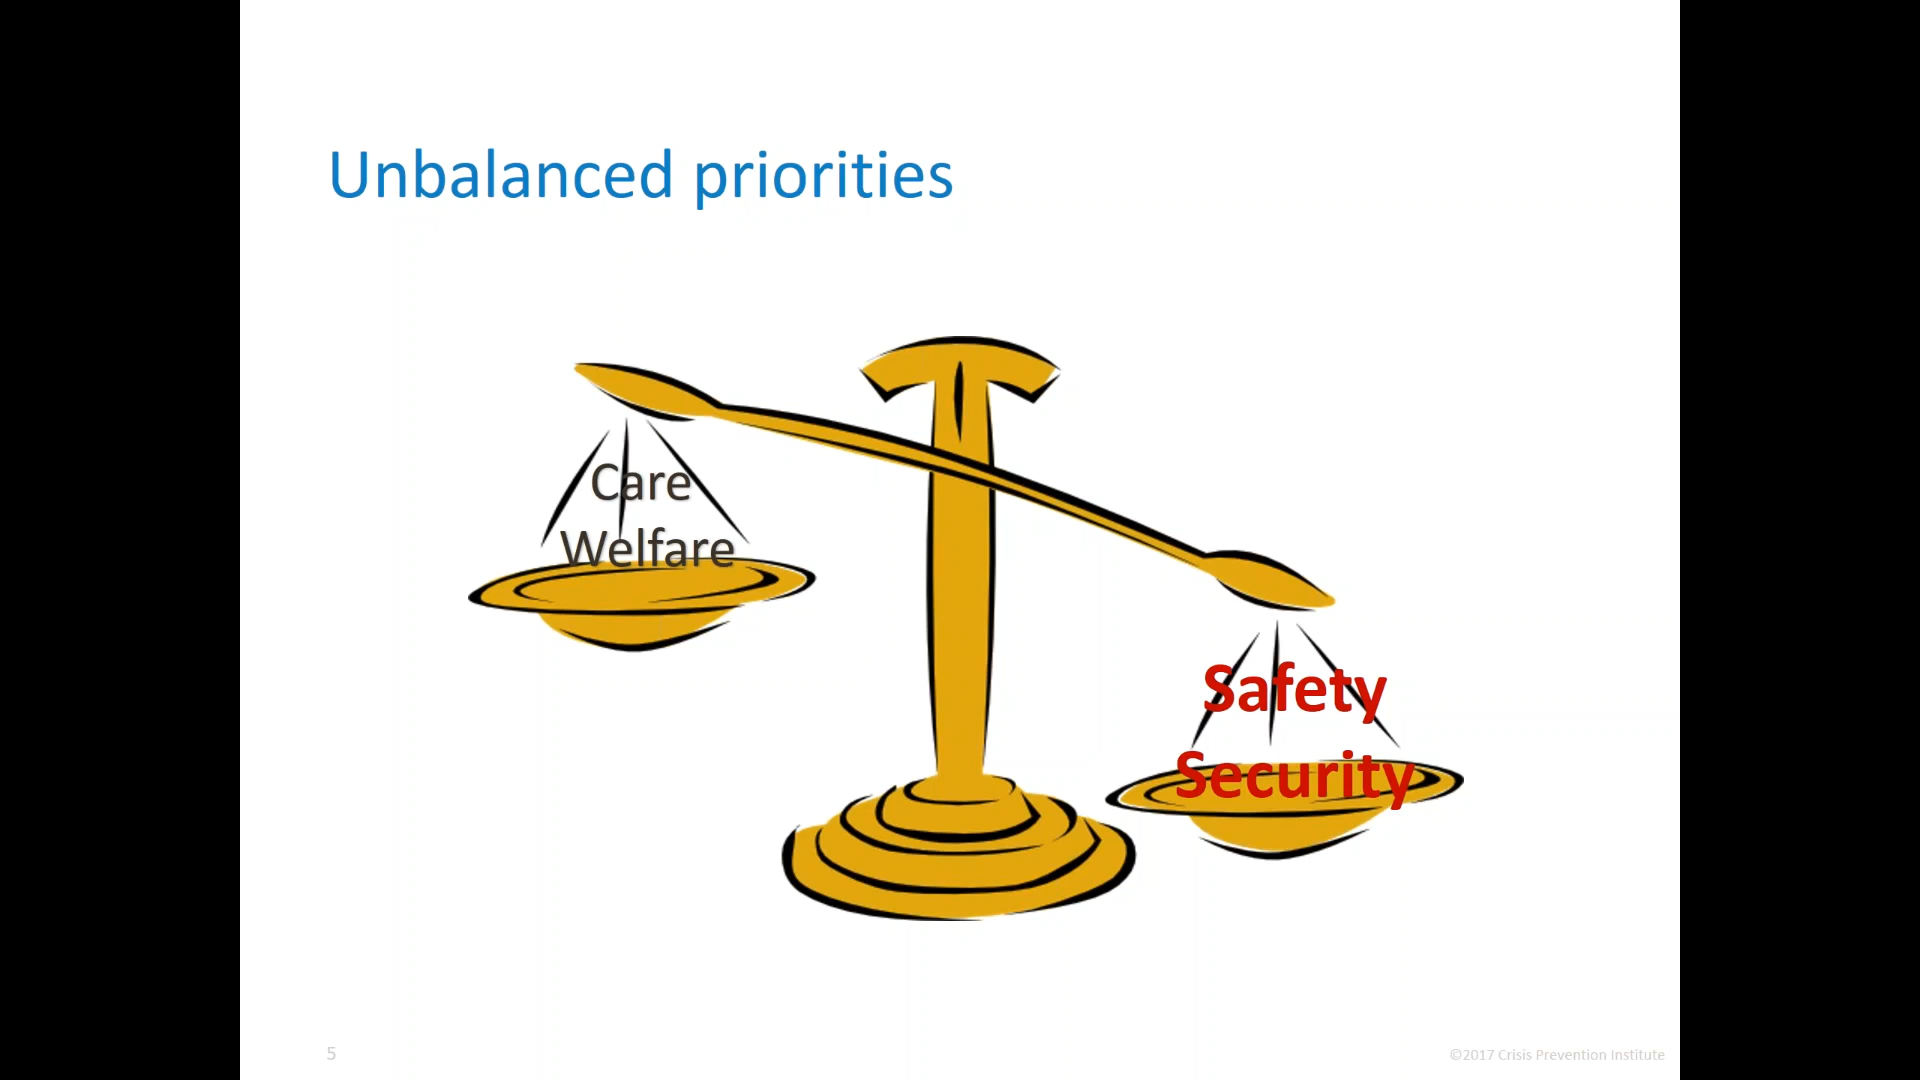 Unbalanced priorities
Care
Welfare
Safety
Security
5
©2017 Crisis Prevention Institute